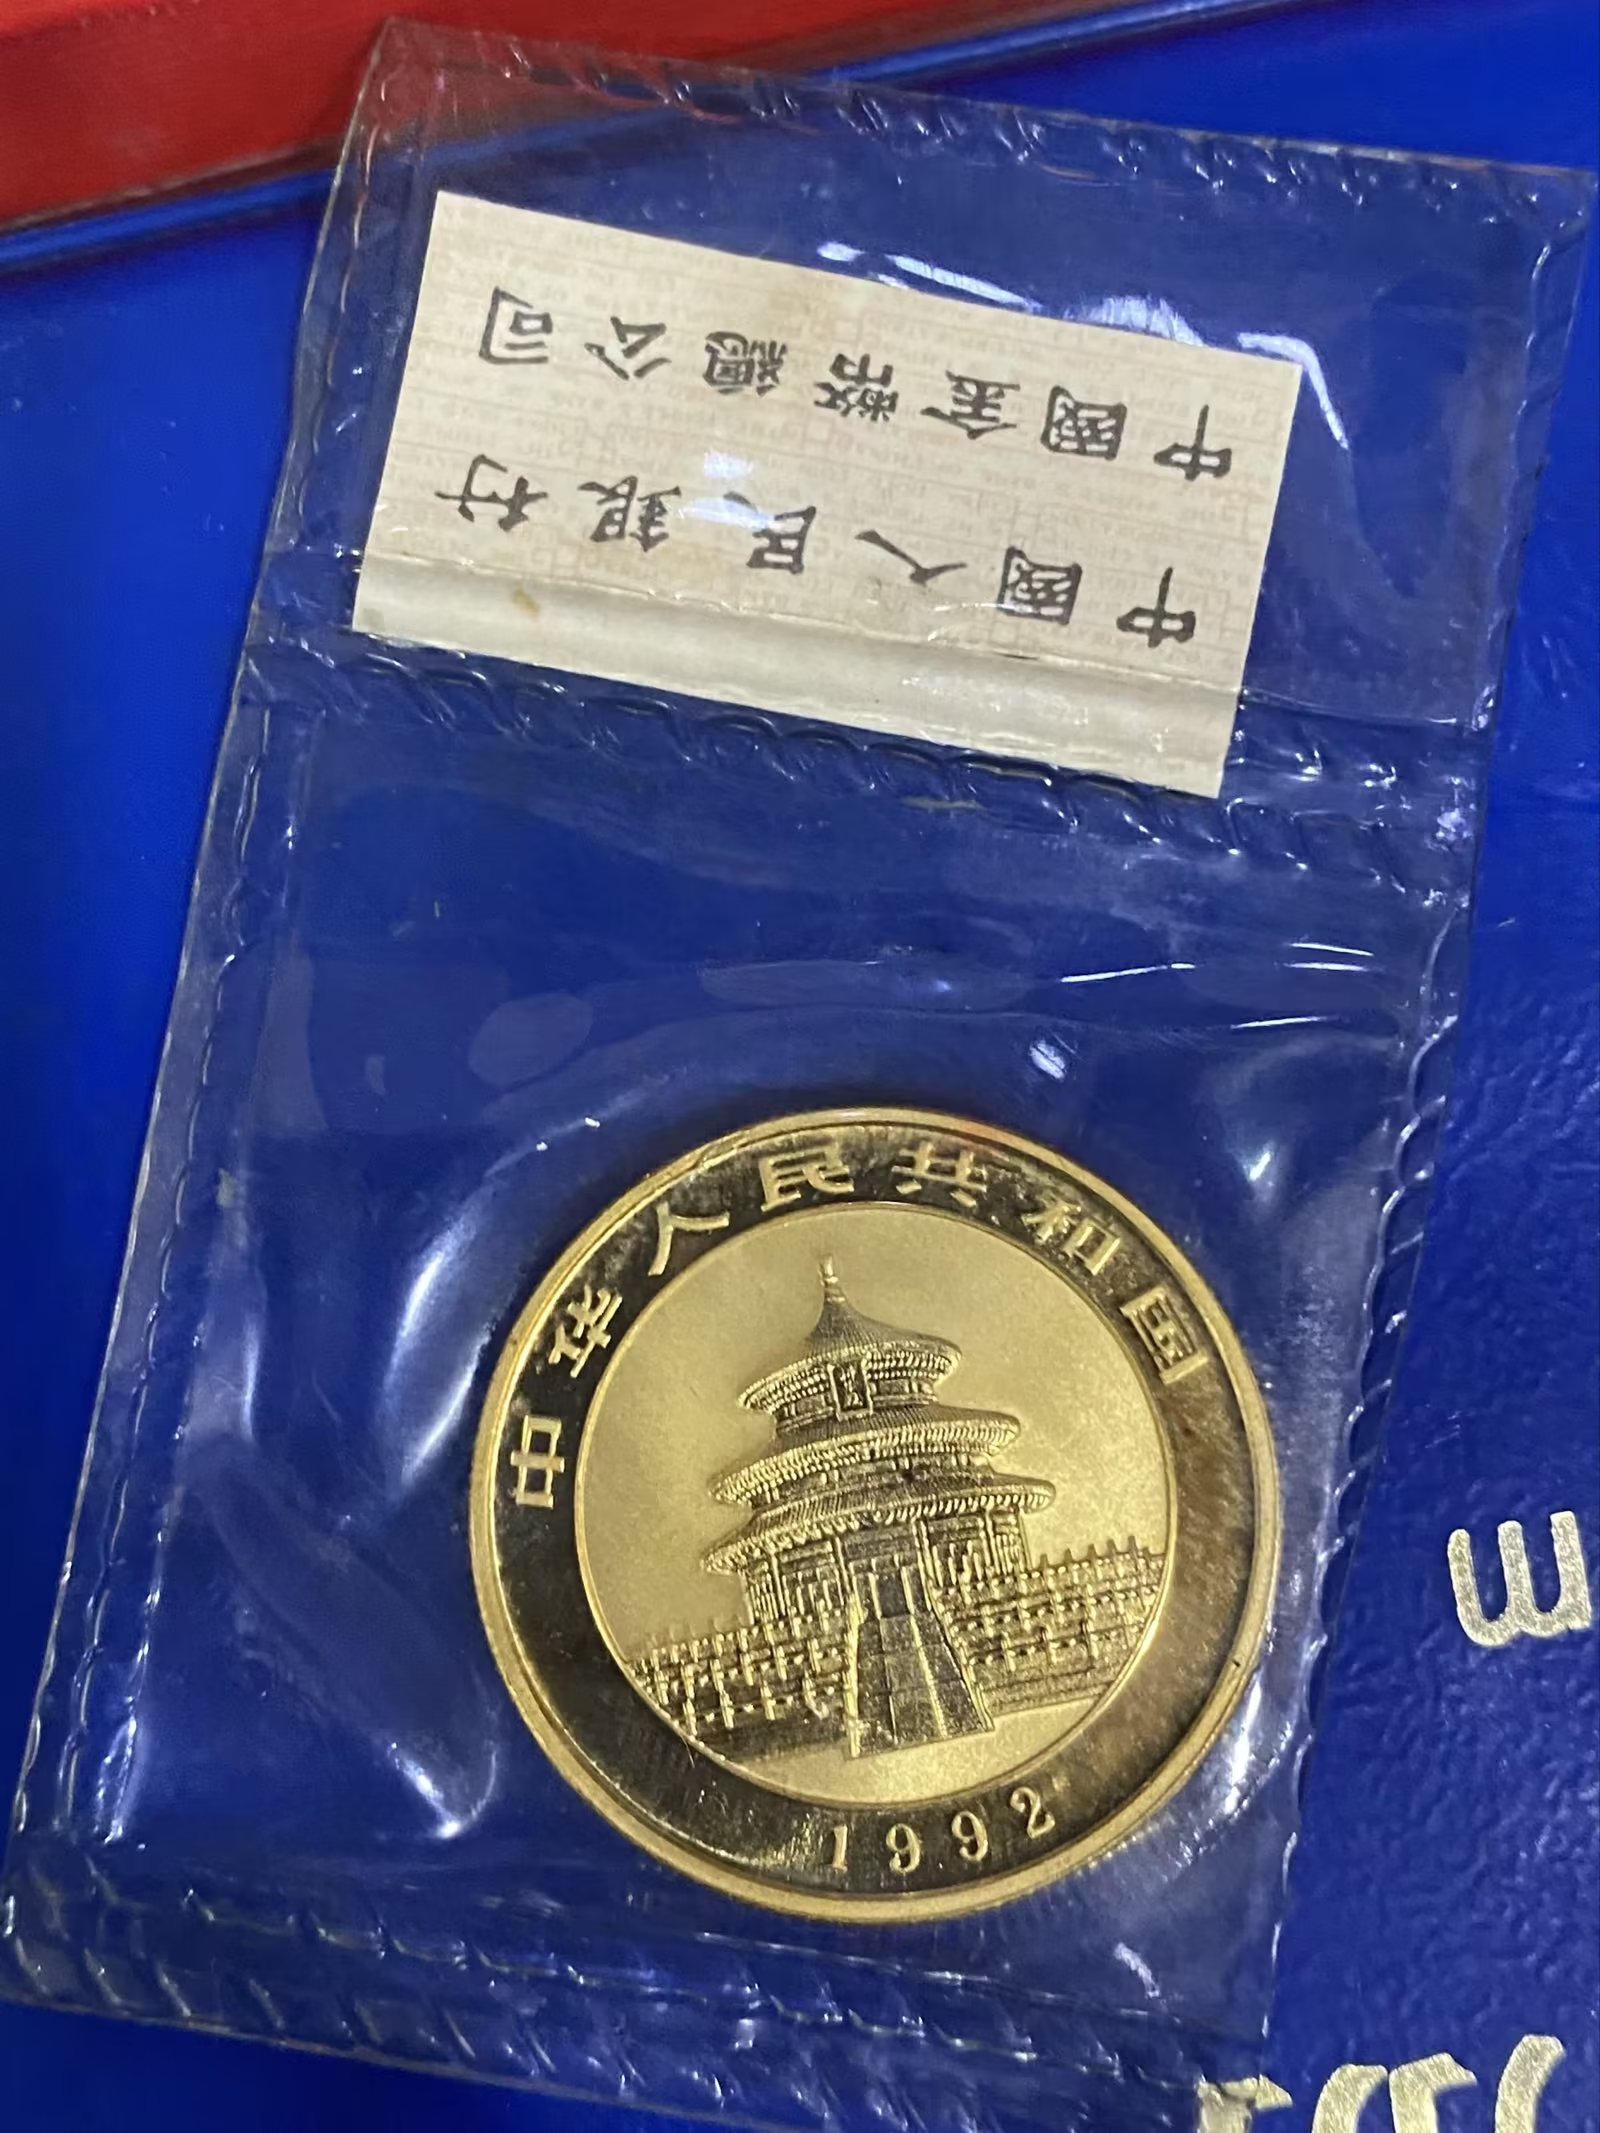 中國人民銀行
中國金幣總公司
中华人民共和国
1992